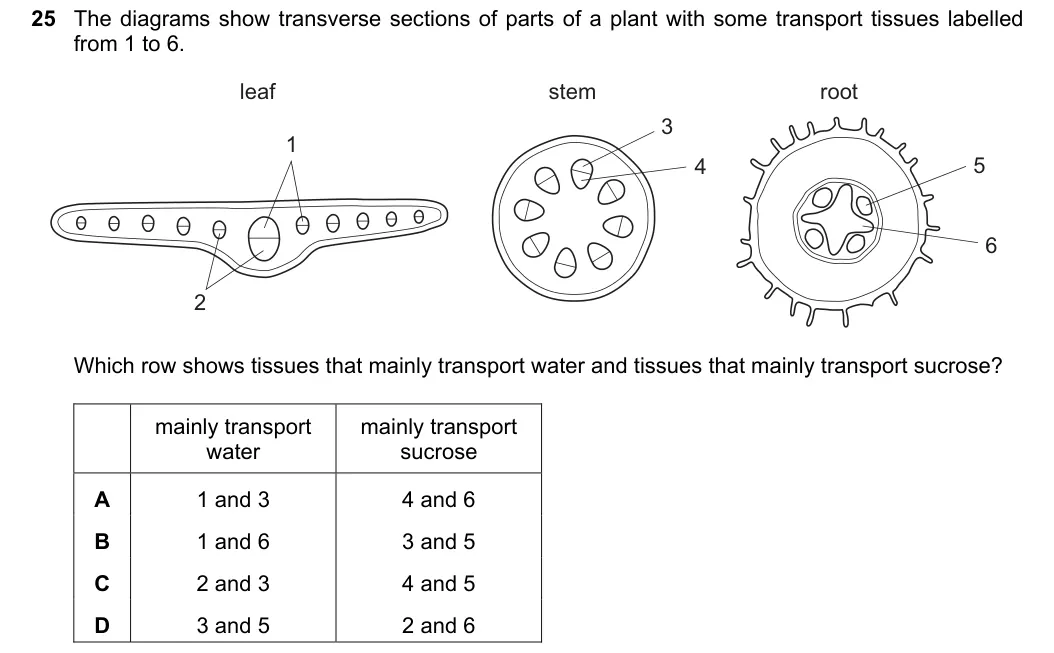 25 The diagrams show transverse sections of parts of a plant with some transport tissues labelled
from 1 to 6.
leaf stem root
1
2
3
4
5
6
Which row shows tissues that mainly transport water and tissues that mainly transport sucrose?
mainly transport water mainly transport sucrose
A 1 and 3 4 and 6
B 1 and 6 3 and 5
C 2 and 3 4 and 5
D 3 and 5 2 and 6